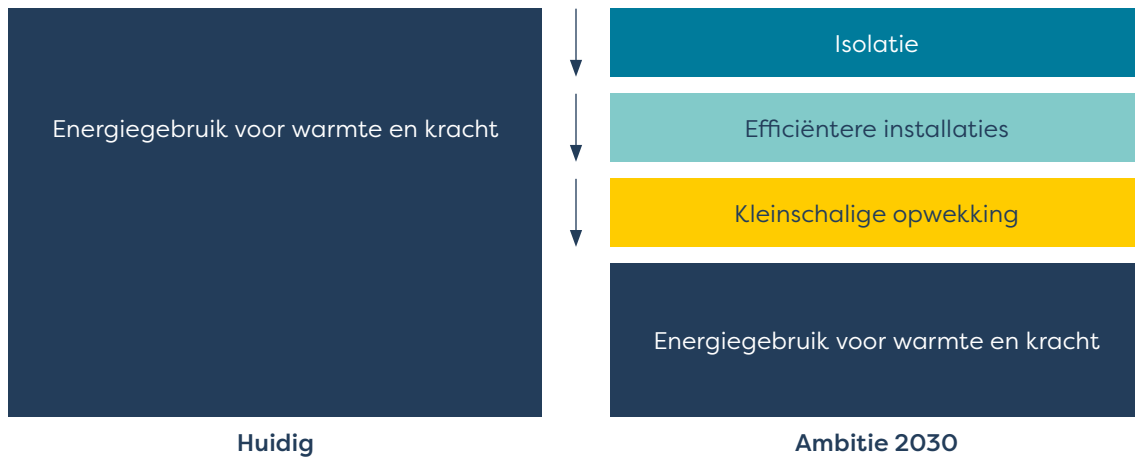 Energiegebruik voor warmte en kracht
Isolatie
Efficiëntere installaties
Kleinschalige opwekking
Energiegebruik voor warmte en kracht
Huidig
Ambitie 2030